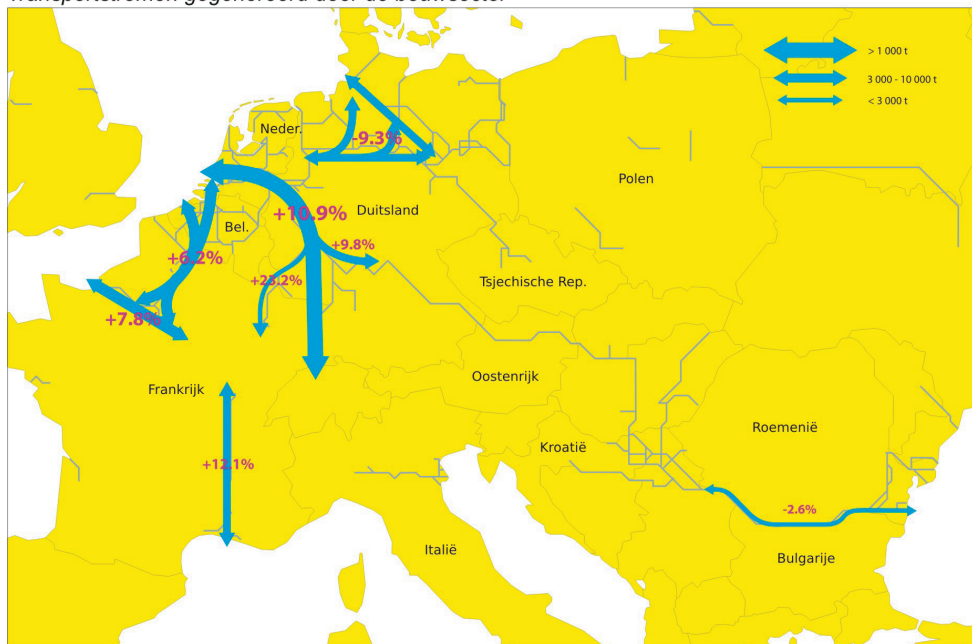 Transportstromen gegenereerd door de bouwsector
> 1 000 t
3 000 - 10 000 t
< 3 000 t
Neder.
-9.3%
Polen
+10.9%
Duitsland
Bel.
+9.8%
+6.2%
+23.2%
Tsjechische Rep.
+7.8%
Oostenrijk
Frankrijk
Roemenië
Kroatië
+12.1%
-2.6%
Italië
Bulgarije